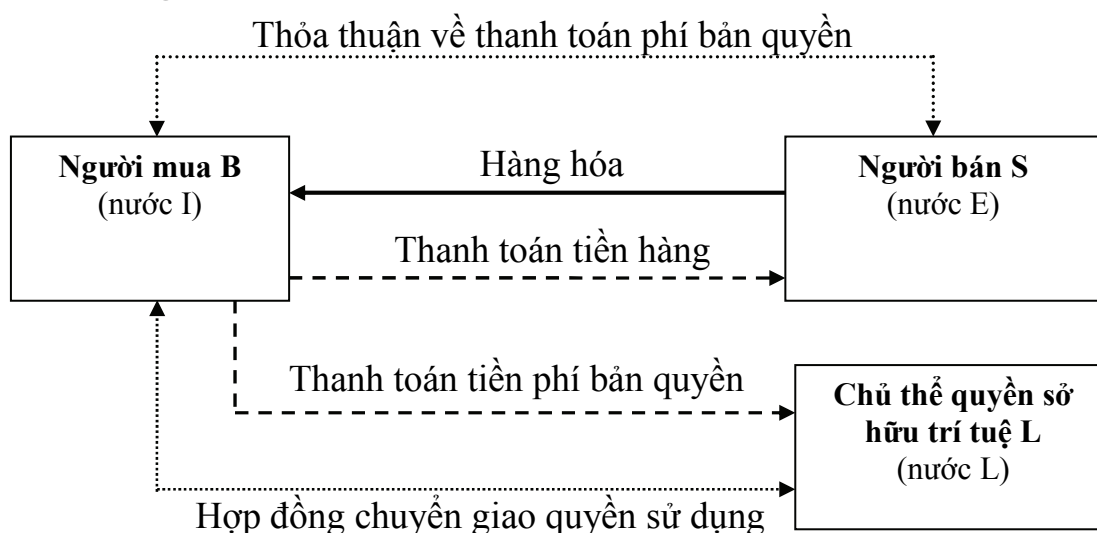 Thỏa thuận về thanh toán phí bản quyền
Người mua B
(nước I)
Hàng hóa
Người bán S
(nước E)
Thanh toán tiền hàng
Thanh toán tiền phí bản quyền
Chủ thể quyền sở
hữu trí tuệ L
(nước L)
Hợp đồng chuyển giao quyền sử dụng